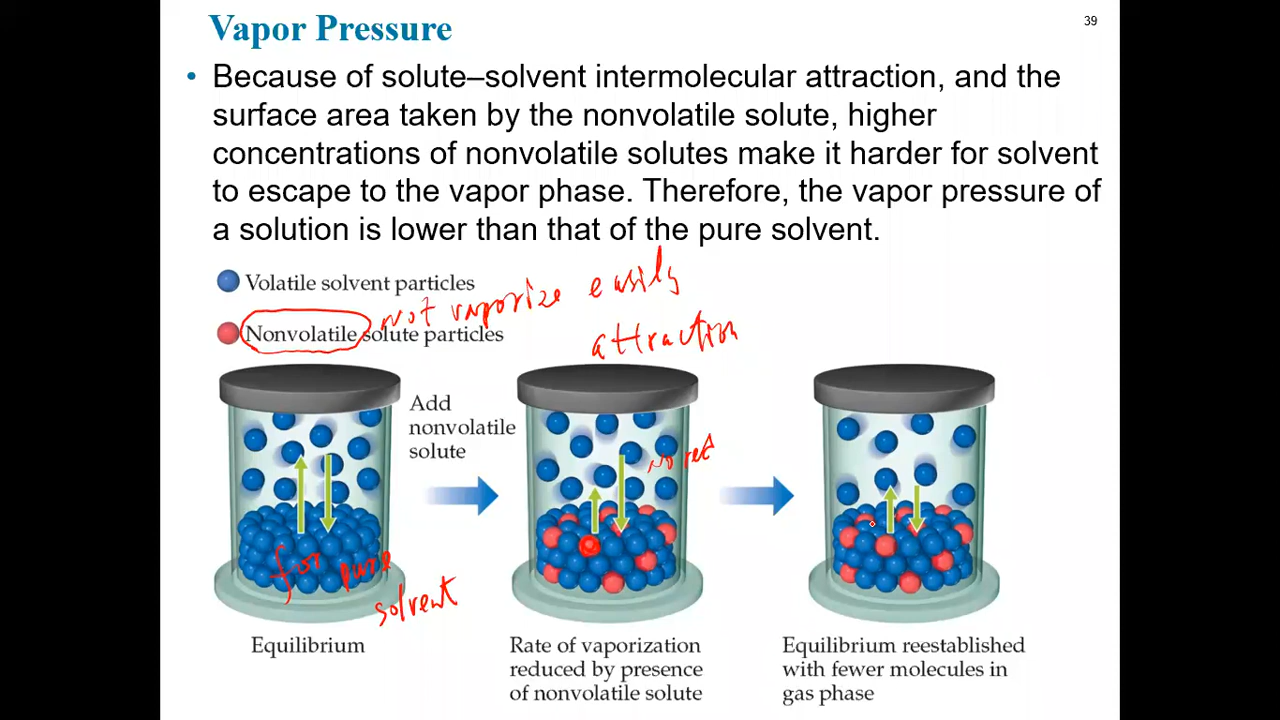 Vapor Pressure
39
• Because of solute–solvent intermolecular attraction, and the
surface area taken by the nonvolatile solute, higher
concentrations of nonvolatile solutes make it harder for solvent
to escape to the vapor phase. Therefore, the vapor pressure of
a solution is lower than that of the pure solvent.
Volatile solvent particles
not vaporize easily
Nonvolatile solute particles
attraction
Add
nonvolatile
solute
no red
for pure
solvent
Equilibrium
Rate of vaporization
reduced by presence
of nonvolatile solute
Equilibrium reestablished
with fewer molecules in
gas phase